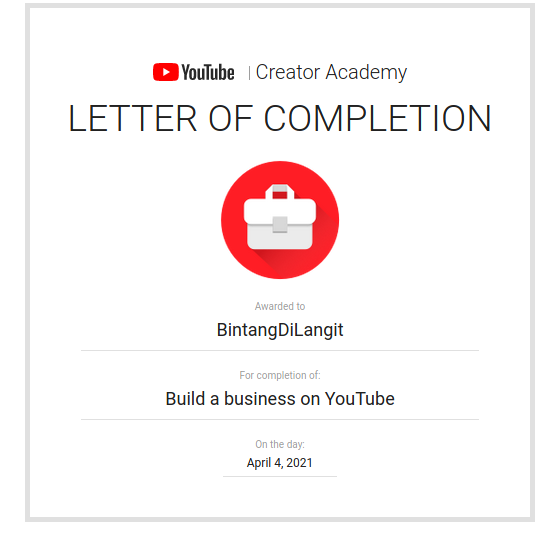 YouTube | Creator Academy
LETTER OF COMPLETION
Awarded to
BintangDiLangit
For completion of:
Build a business on YouTube
On the day:
April 4, 2021